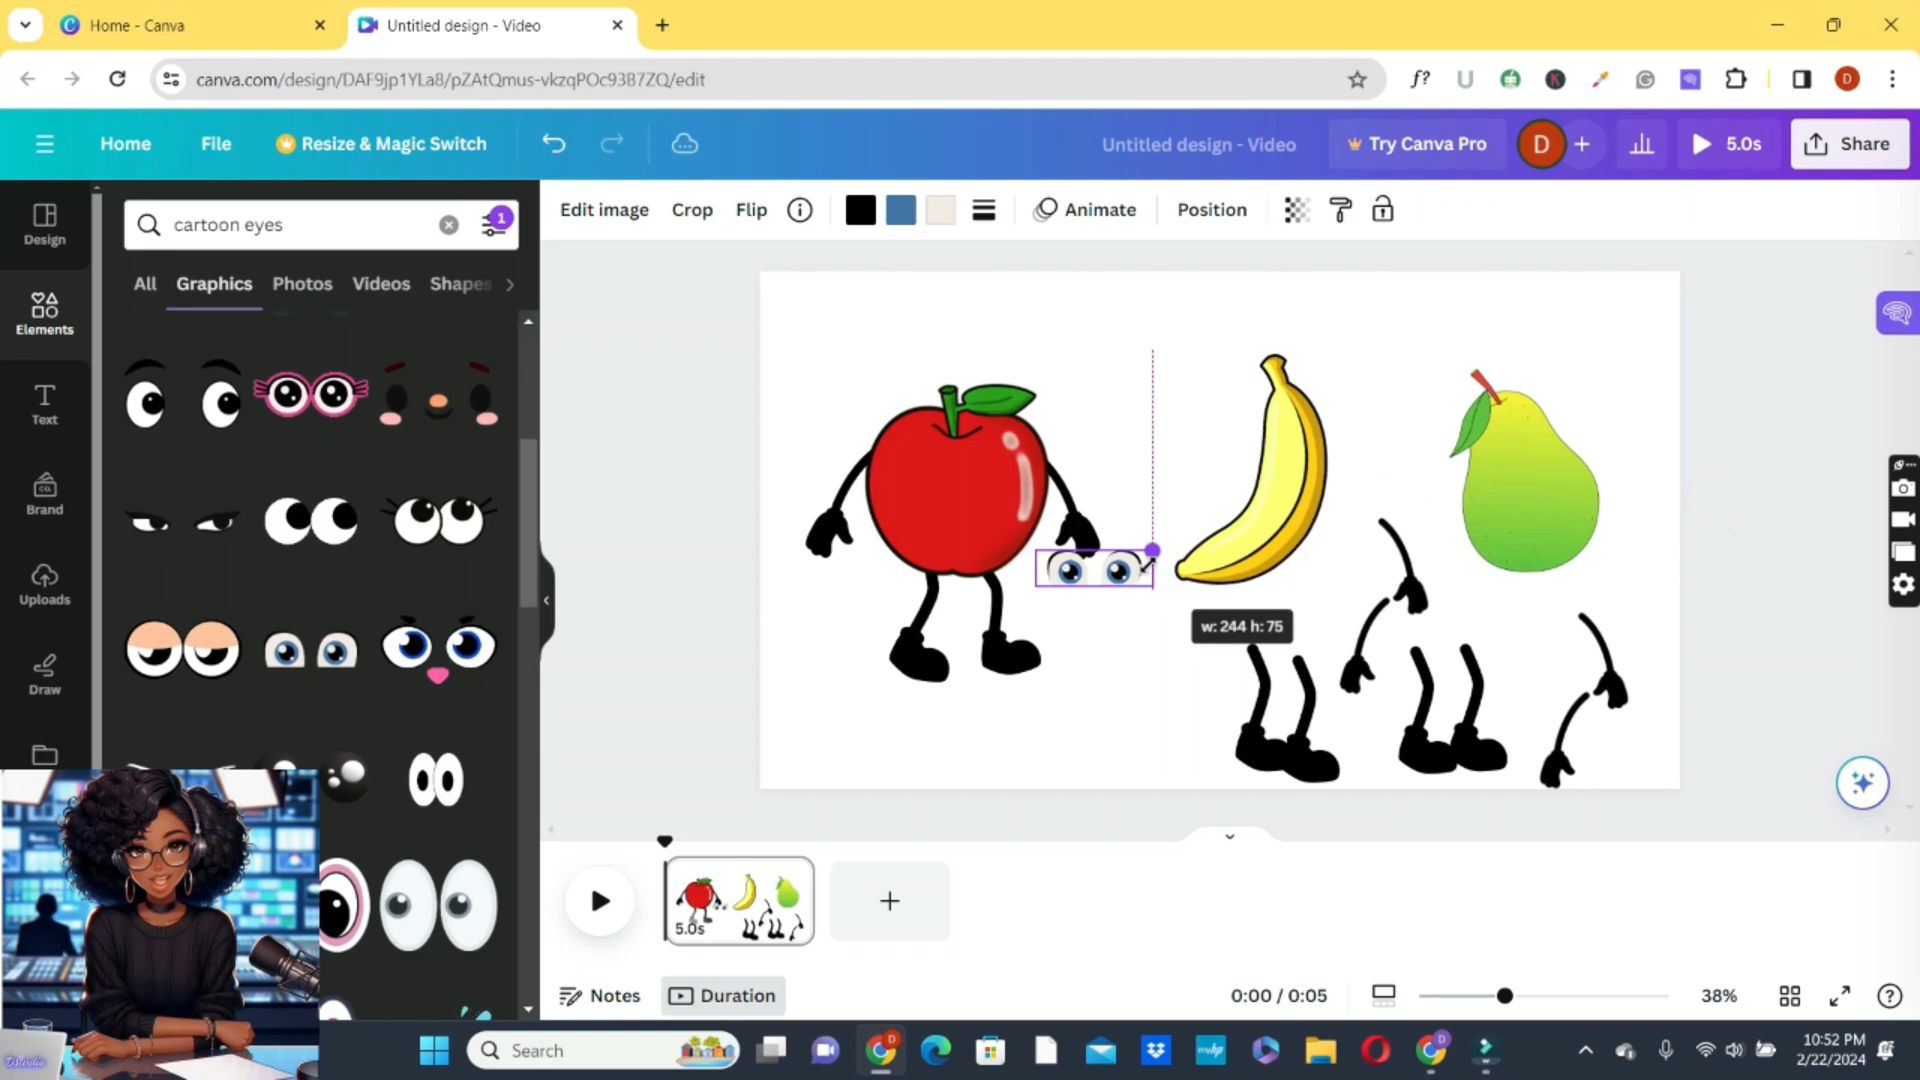 Home - Canva
Untitled design - Video
canva.com/design/DAF9jp1YLa8/pZAtQmus-vkzqPOc93B7ZQ/edit
Home
File
Resize & Magic Switch
Untitled design - Video
Try Canva Pro
D
5.0s
Share
Design
Elements
Text
Brand
Uploads
Draw
cartoon eyes
1
All
Graphics
Photos
Videos
Shapes
Edit image
Crop
Flip
Animate
Position
w: 244 h: 75
5.0s
Notes
Duration
0:00 / 0:05
38%
Search
10:52 PM
2/22/2024